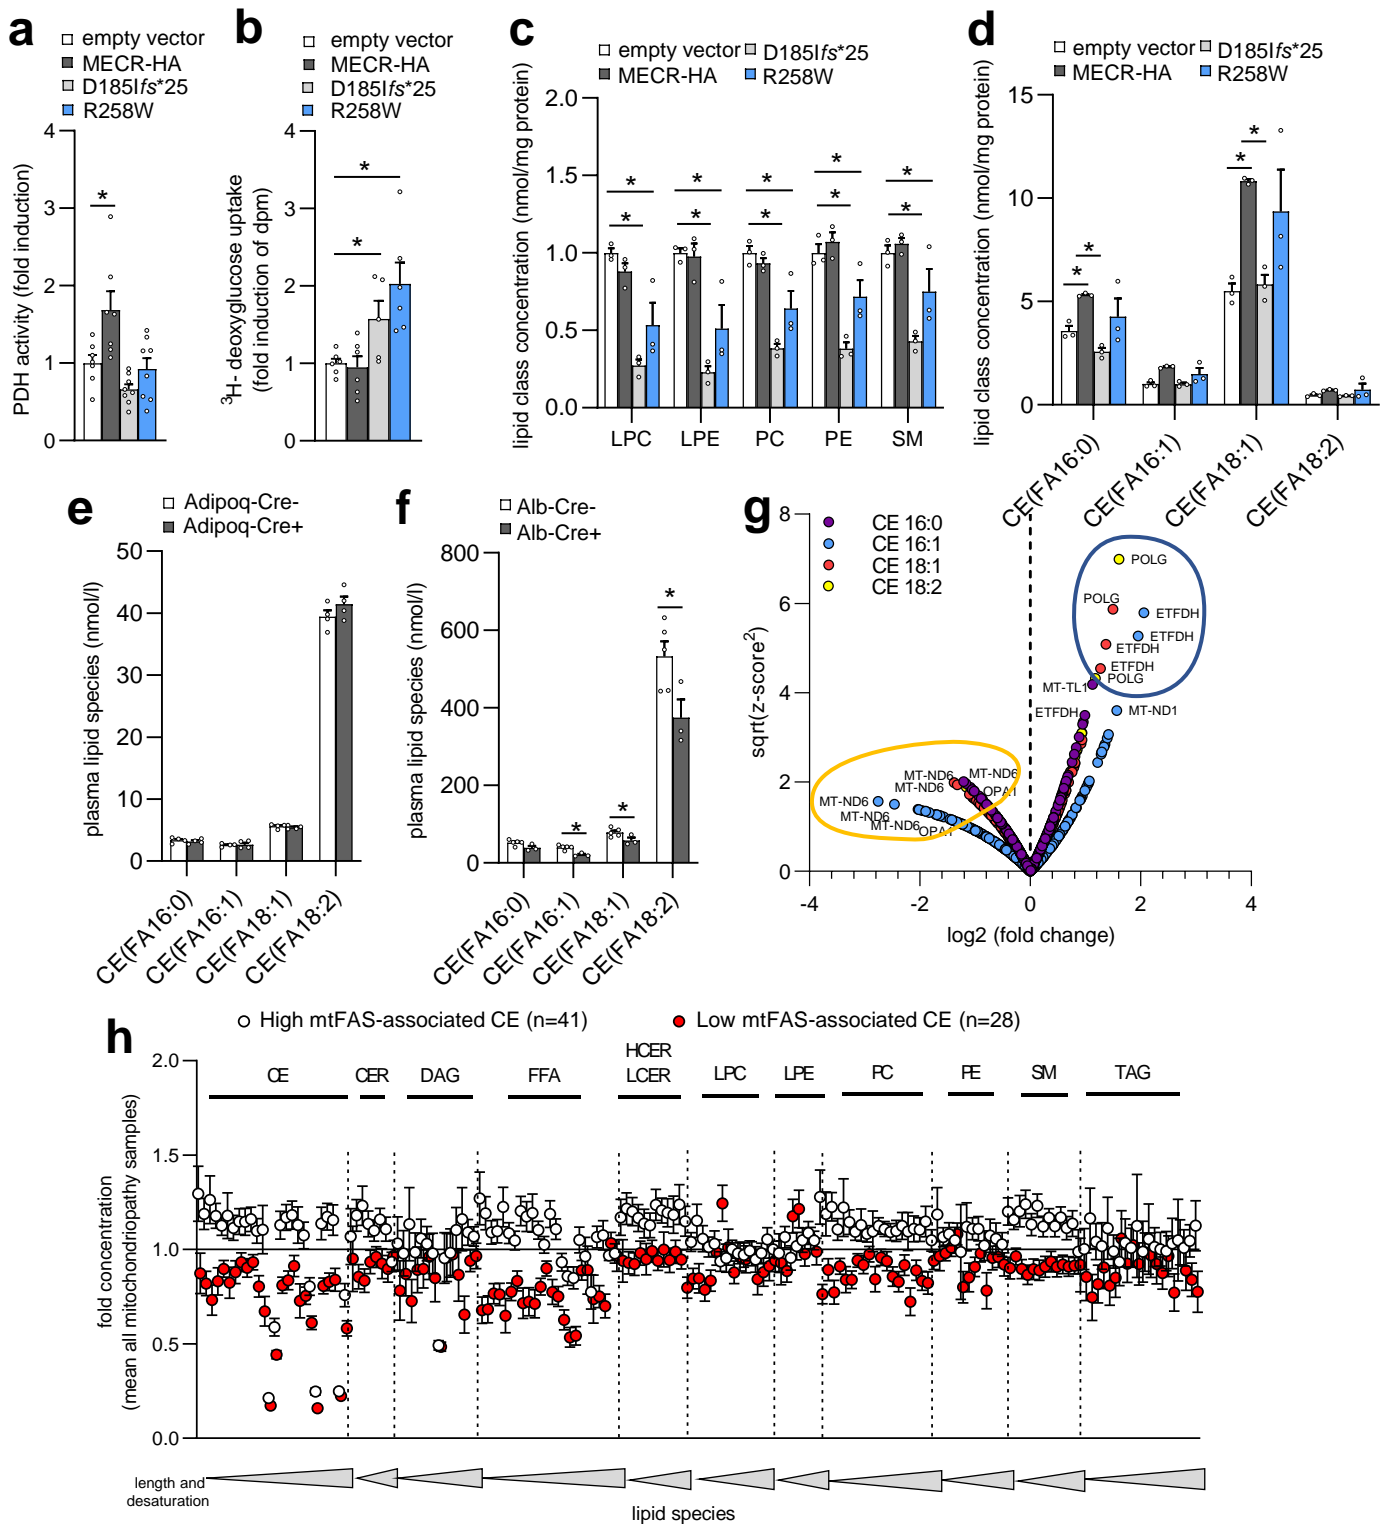 a
empty vector
MECR-HA
D185Ifs*25
R258W
PDH activity (fold induction)
4
3
2
1
0
*
b
empty vector
MECR-HA
D185Ifs*25
R258W
³H- deoxyglucose uptake
(fold induction of dpm)
4
3
2
1
0
*
*
c
empty vector
D185Ifs*25
MECR-HA
R258W
lipid class concentration (nmol/mg protein)
2.0
1.5
1.0
0.5
0.0
* * * * *
* * * * *
LPC LPE PC PE SM
d
empty vector
D185Ifs*25
MECR-HA
R258W
lipid class concentration (nmol/mg protein)
15
10
5
0
* *
* *
CE(FA16:0)
CE(FA16:1)
CE(FA18:1)
CE(FA18:2)
e
Adipoq-Cre-
Adipoq-Cre+
plasma lipid species (nmol/l)
50
40
30
20
10
0
CE(FA16:0)
CE(FA16:1)
CE(FA18:1)
CE(FA18:2)
f
Alb-Cre-
Alb-Cre+
plasma lipid species (nmol/l)
800
600
400
200
0
* * *
CE(FA16:0)
CE(FA16:1)
CE(FA18:1)
CE(FA18:2)
g
CE 16:0
CE 16:1
CE 18:1
CE 18:2
sqrt(z-score²)
8
6
4
2
0
POLG
POLG
ETFDH
ETFDH
ETFDH
ETFDH
POLG
MT-TL1
ETFDH
MT-ND1
MT-ND6
MT-ND6
MT-ND6
OPA1
MT-ND6
MT-ND6
MT-ND6
OPA1
-4 -2 0 2 4
log2 (fold change)
h
High mtFAS-associated CE (n=41)
Low mtFAS-associated CE (n=28)
fold concentration
(mean all mitochondriopathy samples)
2.0
1.5
1.0
0.5
0.0
CE
CER
DAG
FFA
HCER
LCER
LPC
LPE
PC
PE
SM
TAG
length and
desaturation
lipid species